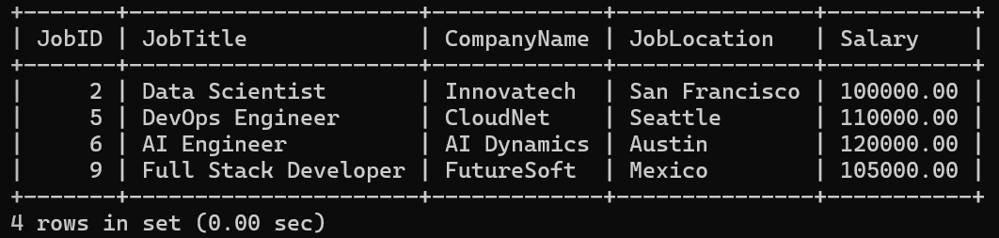 +-------+----------------------+-------------+---------------+-----------+
| JobID | JobTitle             | CompanyName | JobLocation   | Salary    |
+-------+----------------------+-------------+---------------+-----------+
|     2 | Data Scientist       | Innovatech  | San Francisco | 100000.00 |
|     5 | DevOps Engineer      | CloudNet    | Seattle       | 110000.00 |
|     6 | AI Engineer          | AI Dynamics | Austin        | 120000.00 |
|     9 | Full Stack Developer | FutureSoft  | Mexico        | 105000.00 |
+-------+----------------------+-------------+---------------+-----------+
4 rows in set (0.00 sec)